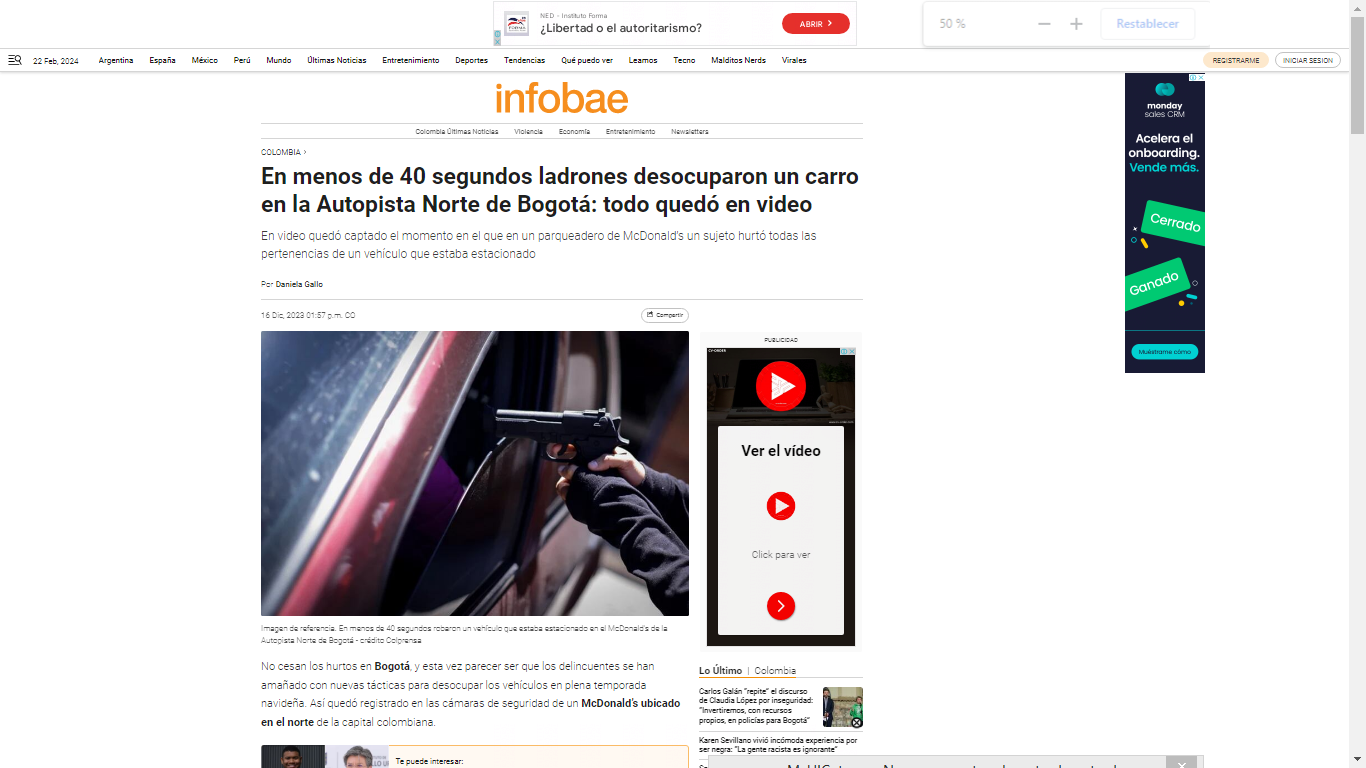 NED - Instituto Forma
¿Libertad o el autoritarismo?
ABRIR
50 %
Restablecer
22 Feb, 2024
Argentina
España
México
Perú
Mundo
Últimas Noticias
Entretenimiento
Deportes
Tendencias
Qué puedo ver
Leamos
Tecno
Malditos Nerds
Virales
REGISTRARME
INICIAR SESIÓN
infobae
Colombia Últimas Noticias
Violencia
Economía
Entretenimiento
Newsletters
COLOMBIA >
En menos de 40 segundos ladrones desocuparon un carro
en la Autopista Norte de Bogotá: todo quedó en video
En video quedó captado el momento en el que en un parqueadero de McDonald's un sujeto hurtó todas las
pertenencias de un vehículo que estaba estacionado
Por Daniela Gallo
16 Dic, 2023 01:57 p.m. CO
Compartir
Imagen de referencia. En menos de 40 segundos robaron un vehículo que estaba estacionado en el McDonald's de la
Autopista Norte de Bogotá - crédito Colprensa
No cesan los hurtos en Bogotá, y esta vez parecer ser que los delincuentes se han
amañado con nuevas tácticas para desocupar los vehículos en plena temporada
navideña. Así quedó registrado en las cámaras de seguridad de un McDonald's ubicado
en el norte de la capital colombiana.
Te puede interesar:
PUBLICIDAD
Ver el vídeo
Click para ver
Lo Último | Colombia
Carlos Galán "repite" el discurso
de Claudia López por inseguridad:
"Invertiremos, con recursos
propios, en policías para Bogotá"
Karen Sevillano vivió incómoda experiencia por
ser negra: "La gente racista es ignorante"
monday
sales CRM
Acelera el
onboarding.
Vende más.
Cerrado
Ganado
Muéstrame cómo